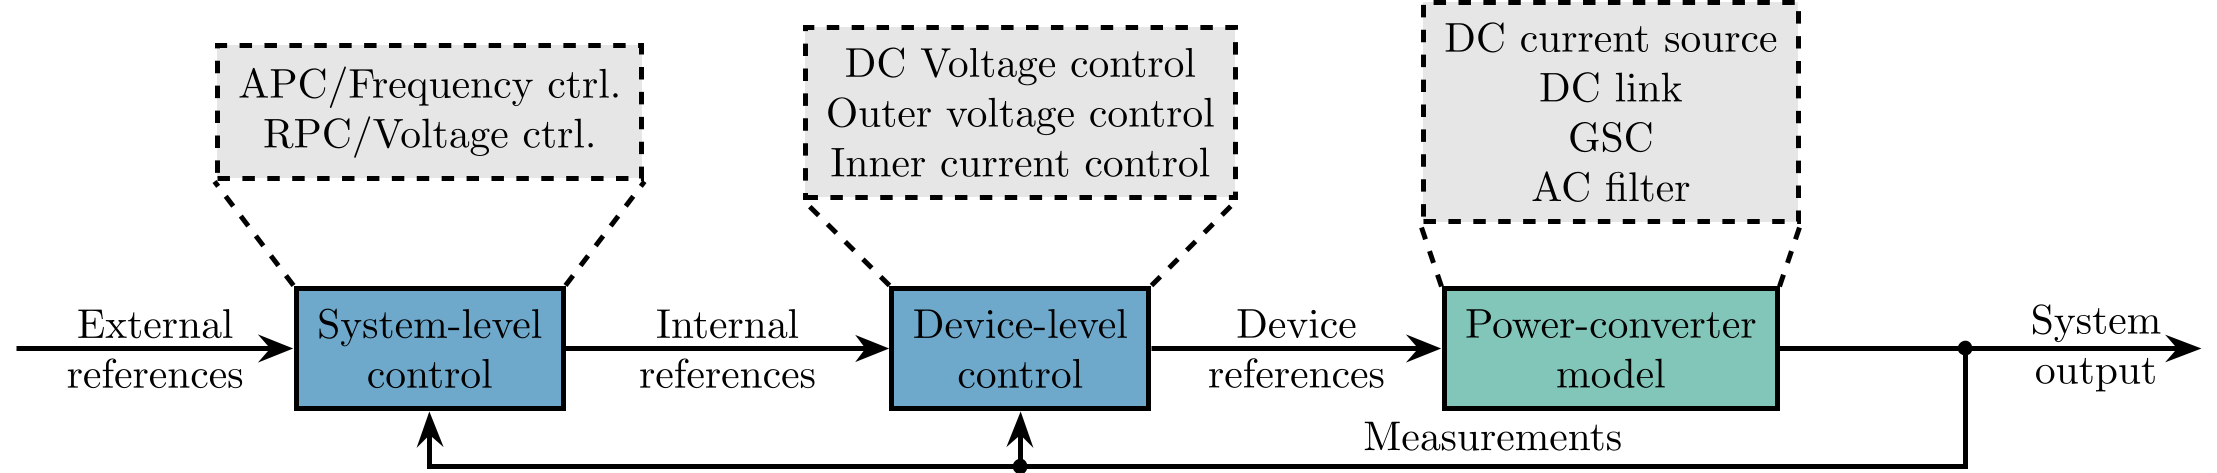 APC/Frequency ctrl.
RPC/Voltage ctrl.
DC Voltage control
Outer voltage control
Inner current control
DC current source
DC link
GSC
AC filter
External
references
System-level
control
Internal
references
Device-level
control
Device
references
Power-converter
model
System
output
Measurements